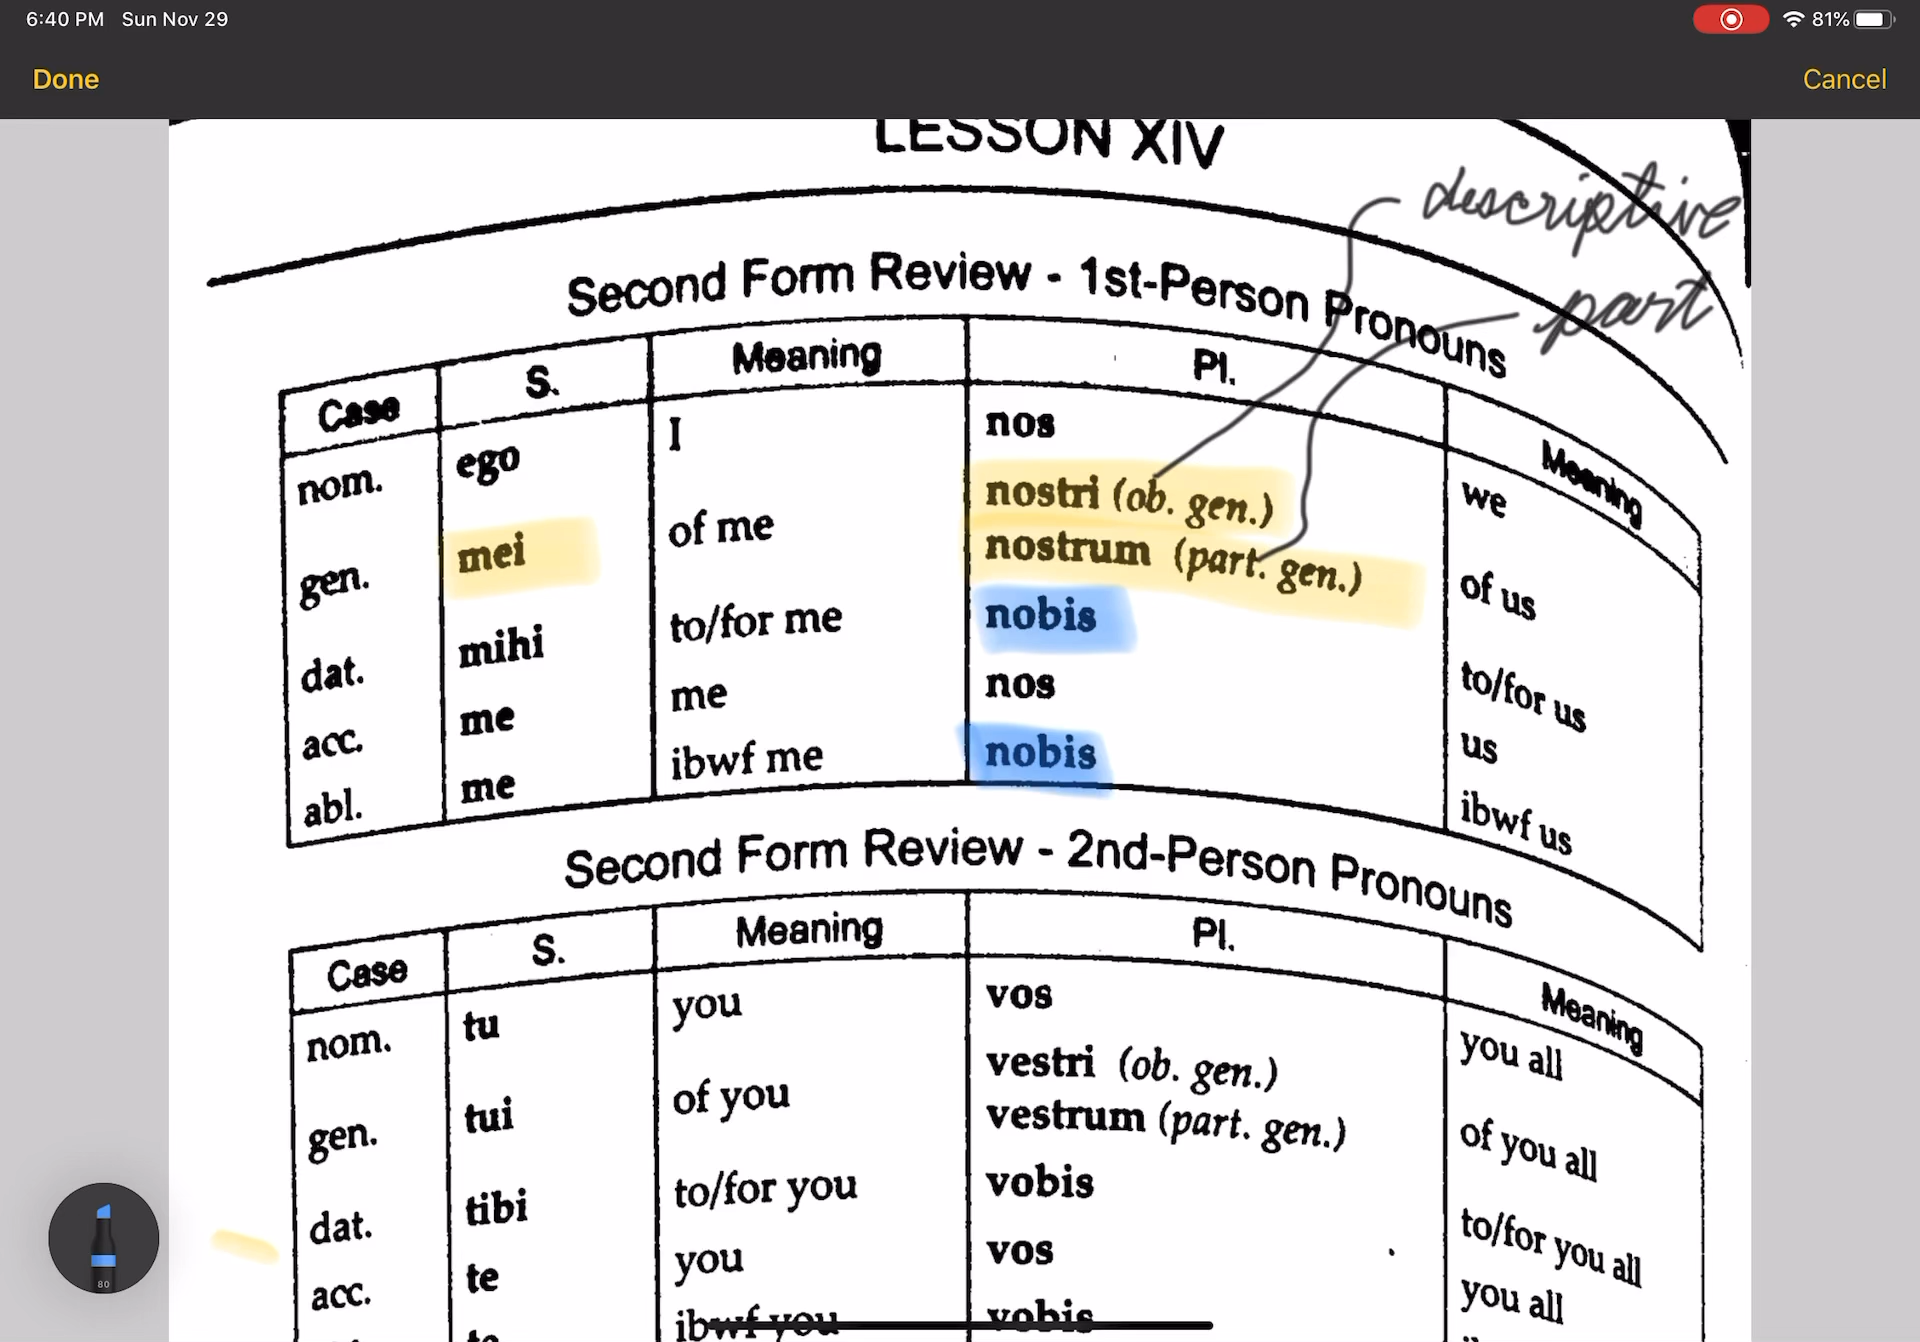 6:40 PM Sun Nov 29 81%
Done Cancel
LESSON XIV
descriptive
part
Second Form Review - 1st-Person Pronouns
Case S. Meaning Pl. Meaning
nom. ego I nos we
gen. mei of me nostri (ob. gen.) of us
nostrum (part. gen.)
dat. mihi to/for me nobis to/for us
acc. me me nos us
abl. me ibwf me nobis ibwf us
Second Form Review - 2nd-Person Pronouns
Case S. Meaning Pl. Meaning
nom. tu you vos you all
gen. tui of you vestri (ob. gen.) of you all
vestrum (part. gen.)
dat. tibi to/for you vobis to/for you all
acc. te you vos you all
te ibwf you vobis
80